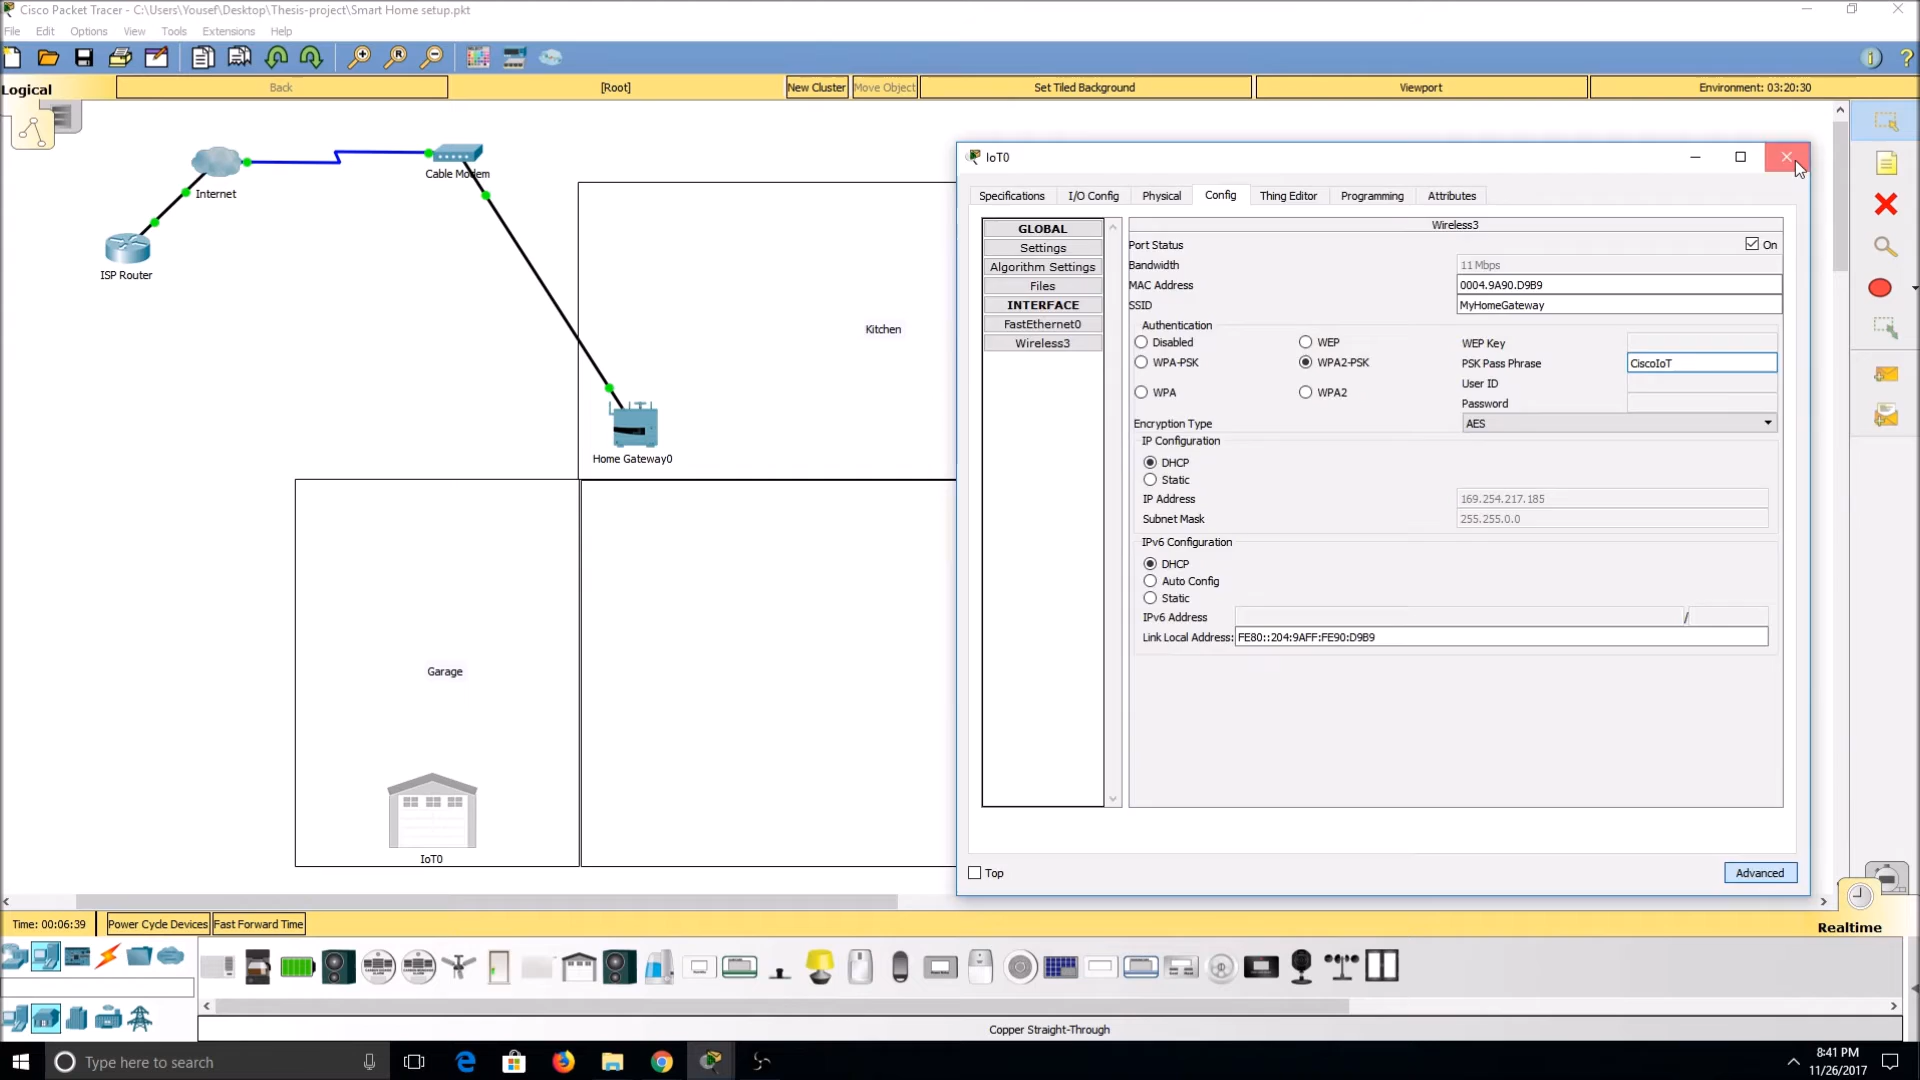 Cisco Packet Tracer - C:\Users\Yousef\Desktop\Thesis-project\Smart Home setup.pkt
File Edit Options View Tools Extensions Help
Logical Back [Root] New Cluster Move Object Set Tiled Background Viewport Environment: 03:20:30
Internet
Cable Modem
ISP Router
Kitchen
Home Gateway0
Garage
IoT0
IoT0
Specifications I/O Config Physical Config Thing Editor Programming Attributes
GLOBAL
Settings
Algorithm Settings
Files
INTERFACE
FastEthernet0
Wireless3
Wireless3
Port Status On
Bandwidth 11 Mbps
MAC Address 0004.9A90.D9B9
SSID MyHomeGateway
Authentication
Disabled WEP WEP Key
WPA-PSK WPA2-PSK PSK Pass Phrase CiscoIoT
User ID
WPA WPA2 Password
Encryption Type AES
IP Configuration
DHCP
Static
IP Address 169.254.217.185
Subnet Mask 255.255.0.0
IPv6 Configuration
DHCP
Auto Config
Static
IPv6 Address /
Link Local Address: FE80::204:9AFF:FE90:D9B9
Top Advanced
Time: 00:06:39 Power Cycle Devices Fast Forward Time Realtime
Copper Straight-Through
Type here to search
8:41 PM
11/26/2017